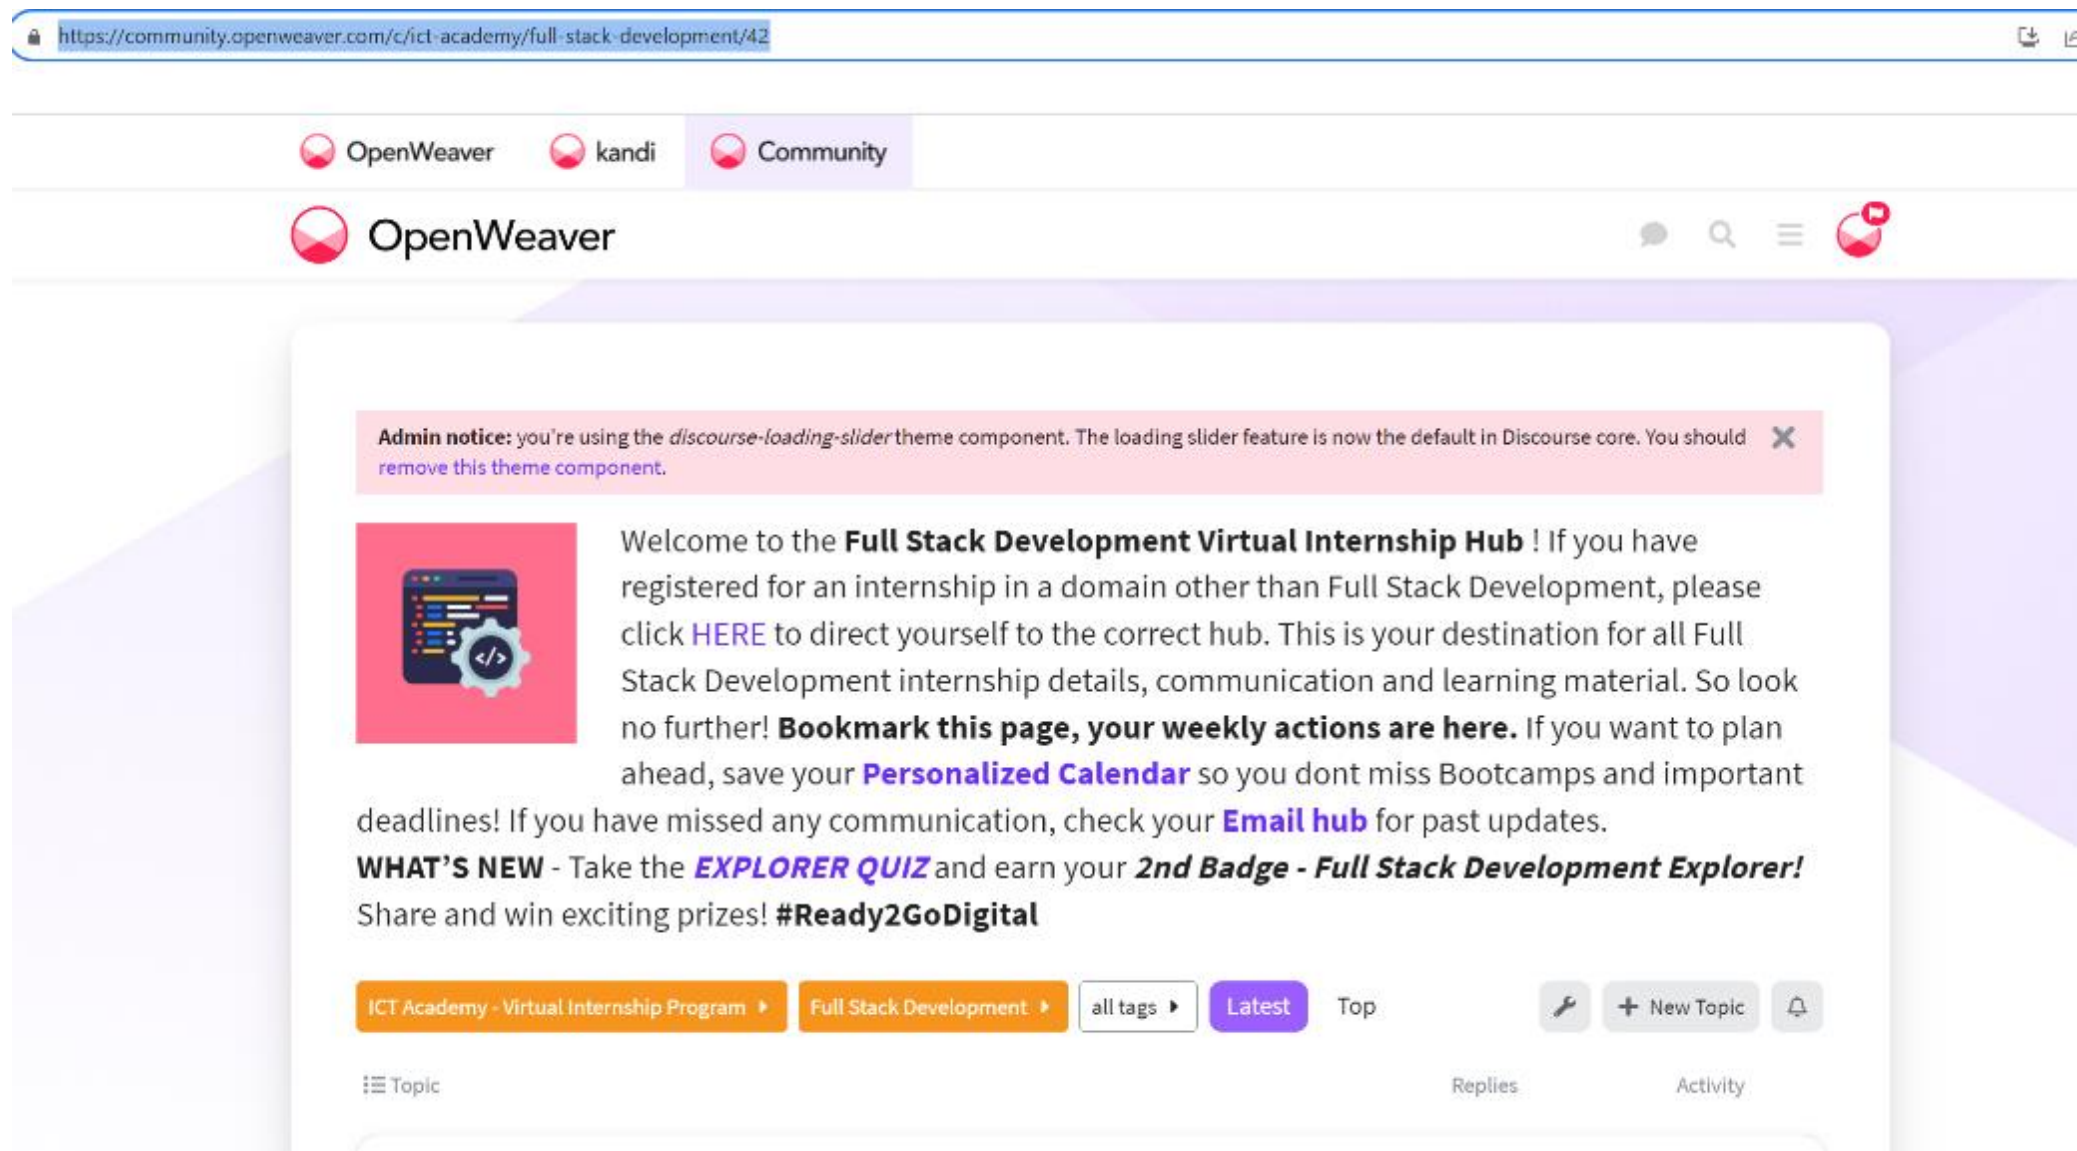 https://community.openweaver.com/c/ict-academy/full-stack-development/42
OpenWeaver kandi Community
OpenWeaver
Admin notice: you're using the discourse-loading-slider theme component. The loading slider feature is now the default in Discourse core. You should
remove this theme component.
Welcome to the Full Stack Development Virtual Internship Hub ! If you have
registered for an internship in a domain other than Full Stack Development, please
click HERE to direct yourself to the correct hub. This is your destination for all Full
Stack Development internship details, communication and learning material. So look
no further! Bookmark this page, your weekly actions are here. If you want to plan
ahead, save your Personalized Calendar so you dont miss Bootcamps and important
deadlines! If you have missed any communication, check your Email hub for past updates.
WHAT'S NEW - Take the EXPLORER QUIZ and earn your 2nd Badge - Full Stack Development Explorer!
Share and win exciting prizes! #Ready2GoDigital
</>
ICT Academy - Virtual Internship Program Full Stack Development all tags Latest Top + New Topic
Topic Replies Activity